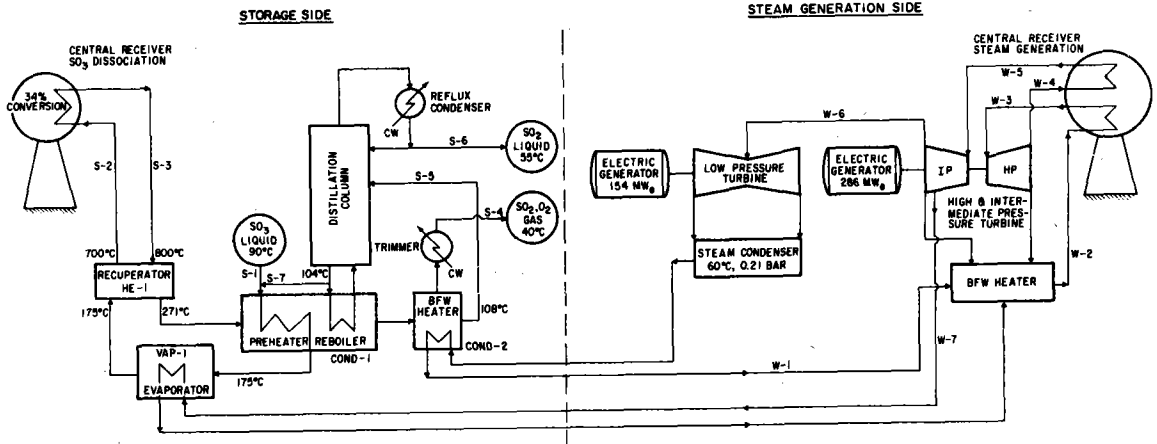 STORAGE SIDE
STEAM GENERATION SIDE
CENTRAL RECEIVER
SO3 DISSOCIATION
34%
CONVERSION
S-2
S-3
700°C
800°C
RECUPERATOR
HE-1
175°C
271°C
VAP-1
EVAPORATOR
175°C
REFLUX
CONDENSER
CW
S-6
SO2
LIQUID
55°C
DISTILLATION
COLUMN
S-5
SO2,O2
GAS
40°C
S-4
TRIMMER
CW
SO3
LIQUID
90°C
S-1
S-7
104°C
PREHEATER
REBOILER
COND-1
BFW
HEATER
108°C
COND-2
CENTRAL RECEIVER
STEAM GENERATION
W-5
W-4
W-3
W-6
ELECTRIC
GENERATOR
154 MWe
LOW PRESSURE
TURBINE
ELECTRIC
GENERATOR
286 MWe
IP
HP
HIGH & INTER-
MEDIATE PRES-
SURE TURBINE
STEAM CONDENSER
60°C, 0.21 BAR
W-2
BFW HEATER
W-7
W-1